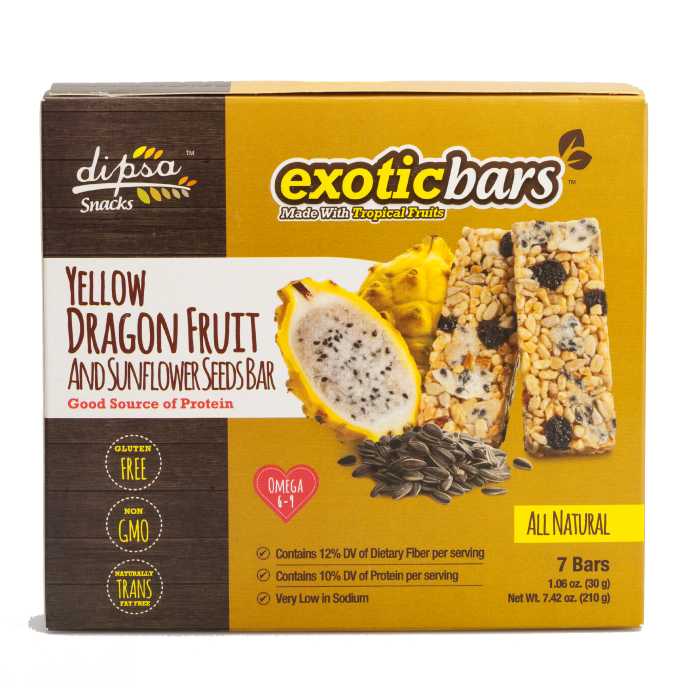 dipsa™
Snacks
exoticbars™
Made With Tropical Fruits
YELLOW
DRAGON FRUIT
AND SUNFLOWER SEEDS BAR
Good Source of Protein
GLUTEN
FREE
NON
GMO
NATURALLY
TRANS
FAT FREE
OMEGA
6-9
Contains 12% DV of Dietary Fiber per serving
Contains 10% DV of Protein per serving
Very Low in Sodium
ALL NATURAL
7 Bars
1.06 oz. (30 g)
Net Wt. 7.42 oz. (210 g)